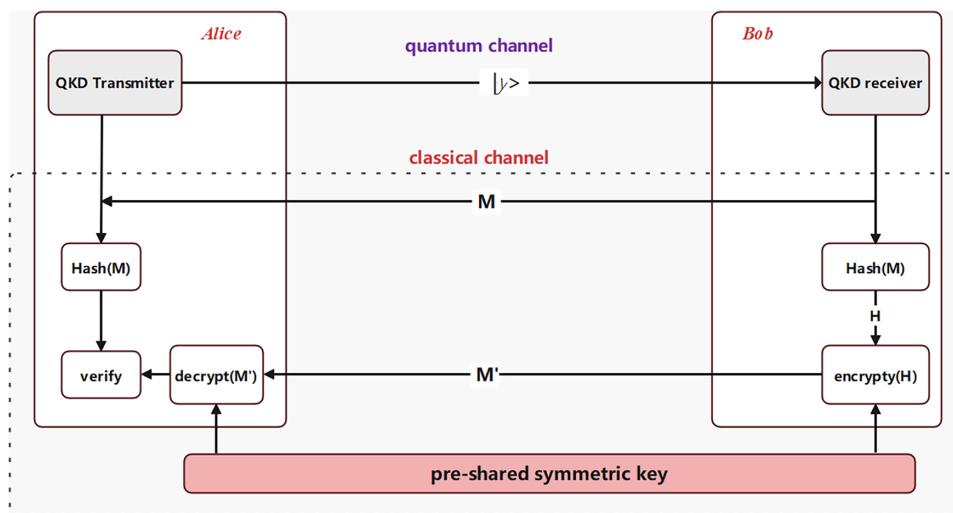 Alice
Bob
quantum channel
QKD Transmitter
|y>
QKD receiver
classical channel
M
Hash(M)
Hash(M)
H
verify
decrypt(M')
M'
encrypty(H)
pre-shared symmetric key